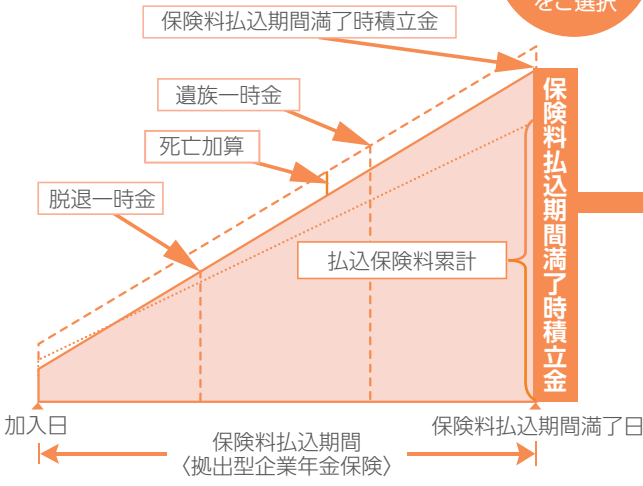 をご選択
保険料払込期間満了時積立金
遺族一時金
死亡加算
脱退一時金
払込保険料累計
保険料払込期間満了時積立金
加入日
保険料払込期間満了日
保険料払込期間
〈拠出型企業年金保険〉